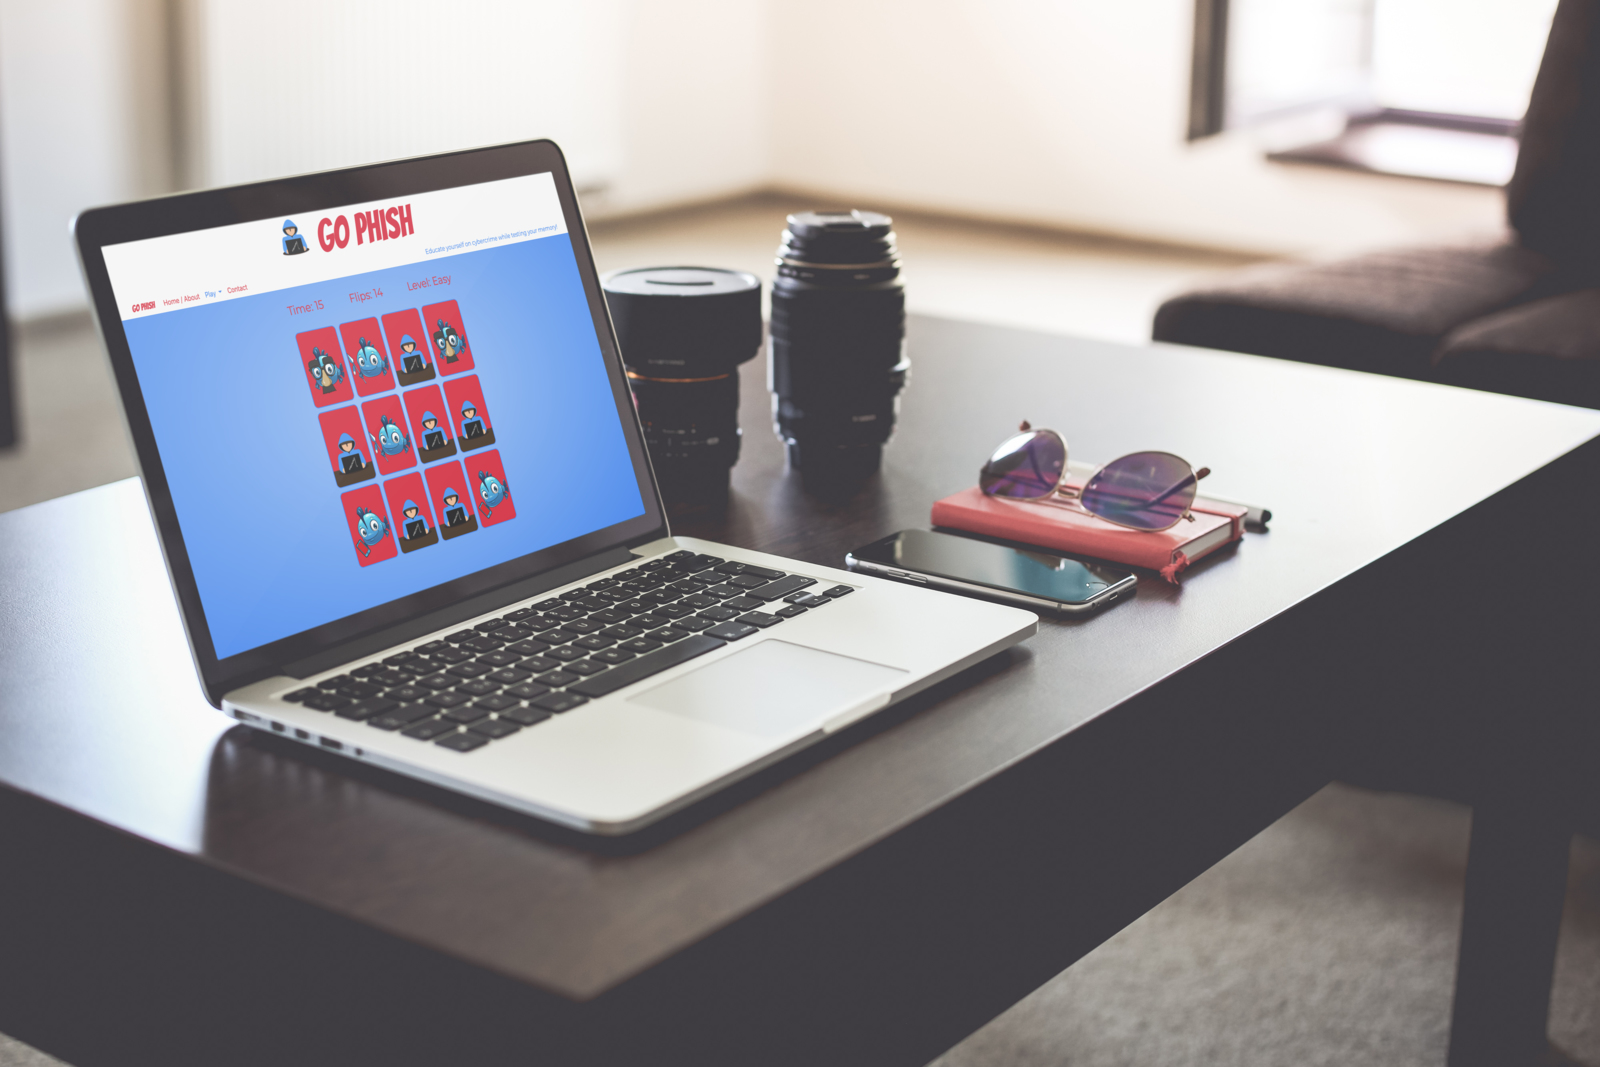 GO PHISH
Educate yourself on cybercrime while testing your memory!
GO PHISH Home / About Play Contact
Time: 15 Flips: 14 Level: Easy